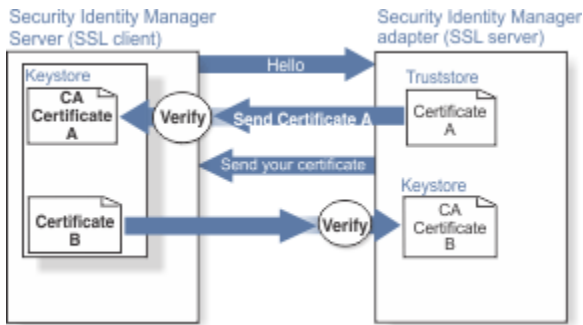 Security Identity Manager
Server (SSL client)
Security Identity Manager
adapter (SSL server)
Keystore
CA
Certificate
A
Hello
Truststore
Verify
Send Certificate A
Certificate
A
Send your certificate
Keystore
Certificate
B
Verify
CA
Certificate
B